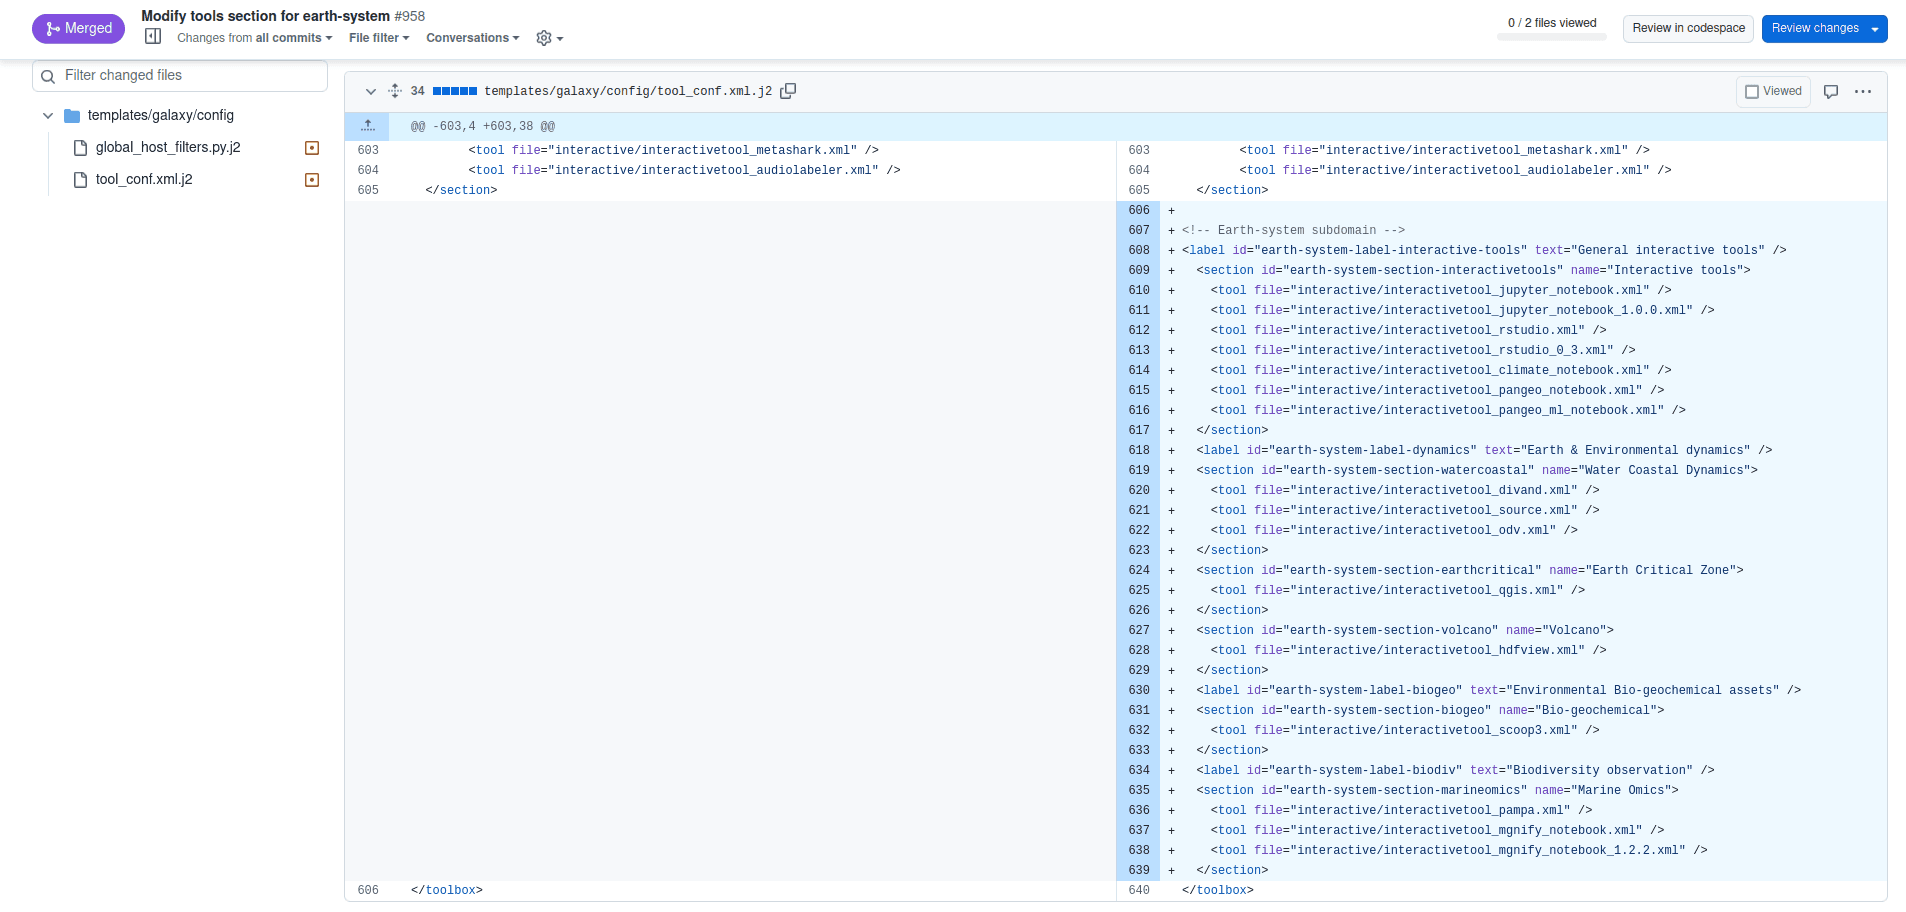 Merged
Modify tools section for earth-system #958
Changes from all commits File filter Conversations
0 / 2 files viewed
Review in codespace
Review changes
Filter changed files
templates/galaxy/config
global_host_filters.py.j2
tool_conf.xml.j2
34 templates/galaxy/config/tool_conf.xml.j2
Viewed
@@ -603,4 +603,38 @@
603 <tool file="interactive/interactivetool_metashark.xml" />
604 <tool file="interactive/interactivetool_audiolabeler.xml" />
605 </section>
606 </toolbox>
603 <tool file="interactive/interactivetool_metashark.xml" />
604 <tool file="interactive/interactivetool_audiolabeler.xml" />
605 </section>
606 +
607 + <!-- Earth-system subdomain -->
608 + <label id="earth-system-label-interactive-tools" text="General interactive tools" />
609 + <section id="earth-system-section-interactivetools" name="Interactive tools">
610 + <tool file="interactive/interactivetool_jupyter_notebook.xml" />
611 + <tool file="interactive/interactivetool_jupyter_notebook_1.0.0.xml" />
612 + <tool file="interactive/interactivetool_rstudio.xml" />
613 + <tool file="interactive/interactivetool_rstudio_0_3.xml" />
614 + <tool file="interactive/interactivetool_climate_notebook.xml" />
615 + <tool file="interactive/interactivetool_pangeo_notebook.xml" />
616 + <tool file="interactive/interactivetool_pangeo_ml_notebook.xml" />
617 + </section>
618 + <label id="earth-system-label-dynamics" text="Earth & Environmental dynamics" />
619 + <section id="earth-system-section-watercoastal" name="Water Coastal Dynamics">
620 + <tool file="interactive/interactivetool_divand.xml" />
621 + <tool file="interactive/interactivetool_source.xml" />
622 + <tool file="interactive/interactivetool_odv.xml" />
623 + </section>
624 + <section id="earth-system-section-earthcritical" name="Earth Critical Zone">
625 + <tool file="interactive/interactivetool_qgis.xml" />
626 + </section>
627 + <section id="earth-system-section-volcano" name="Volcano">
628 + <tool file="interactive/interactivetool_hdfview.xml" />
629 + </section>
630 + <label id="earth-system-label-biogeo" text="Environmental Bio-geochemical assets" />
631 + <section id="earth-system-section-biogeo" name="Bio-geochemical">
632 + <tool file="interactive/interactivetool_scoop3.xml" />
633 + </section>
634 + <label id="earth-system-label-biodiv" text="Biodiversity observation" />
635 + <section id="earth-system-section-marineomics" name="Marine Omics">
636 + <tool file="interactive/interactivetool_pampa.xml" />
637 + <tool file="interactive/interactivetool_mgnify_notebook.xml" />
638 + <tool file="interactive/interactivetool_mgnify_notebook_1.2.2.xml" />
639 + </section>
640 </toolbox>